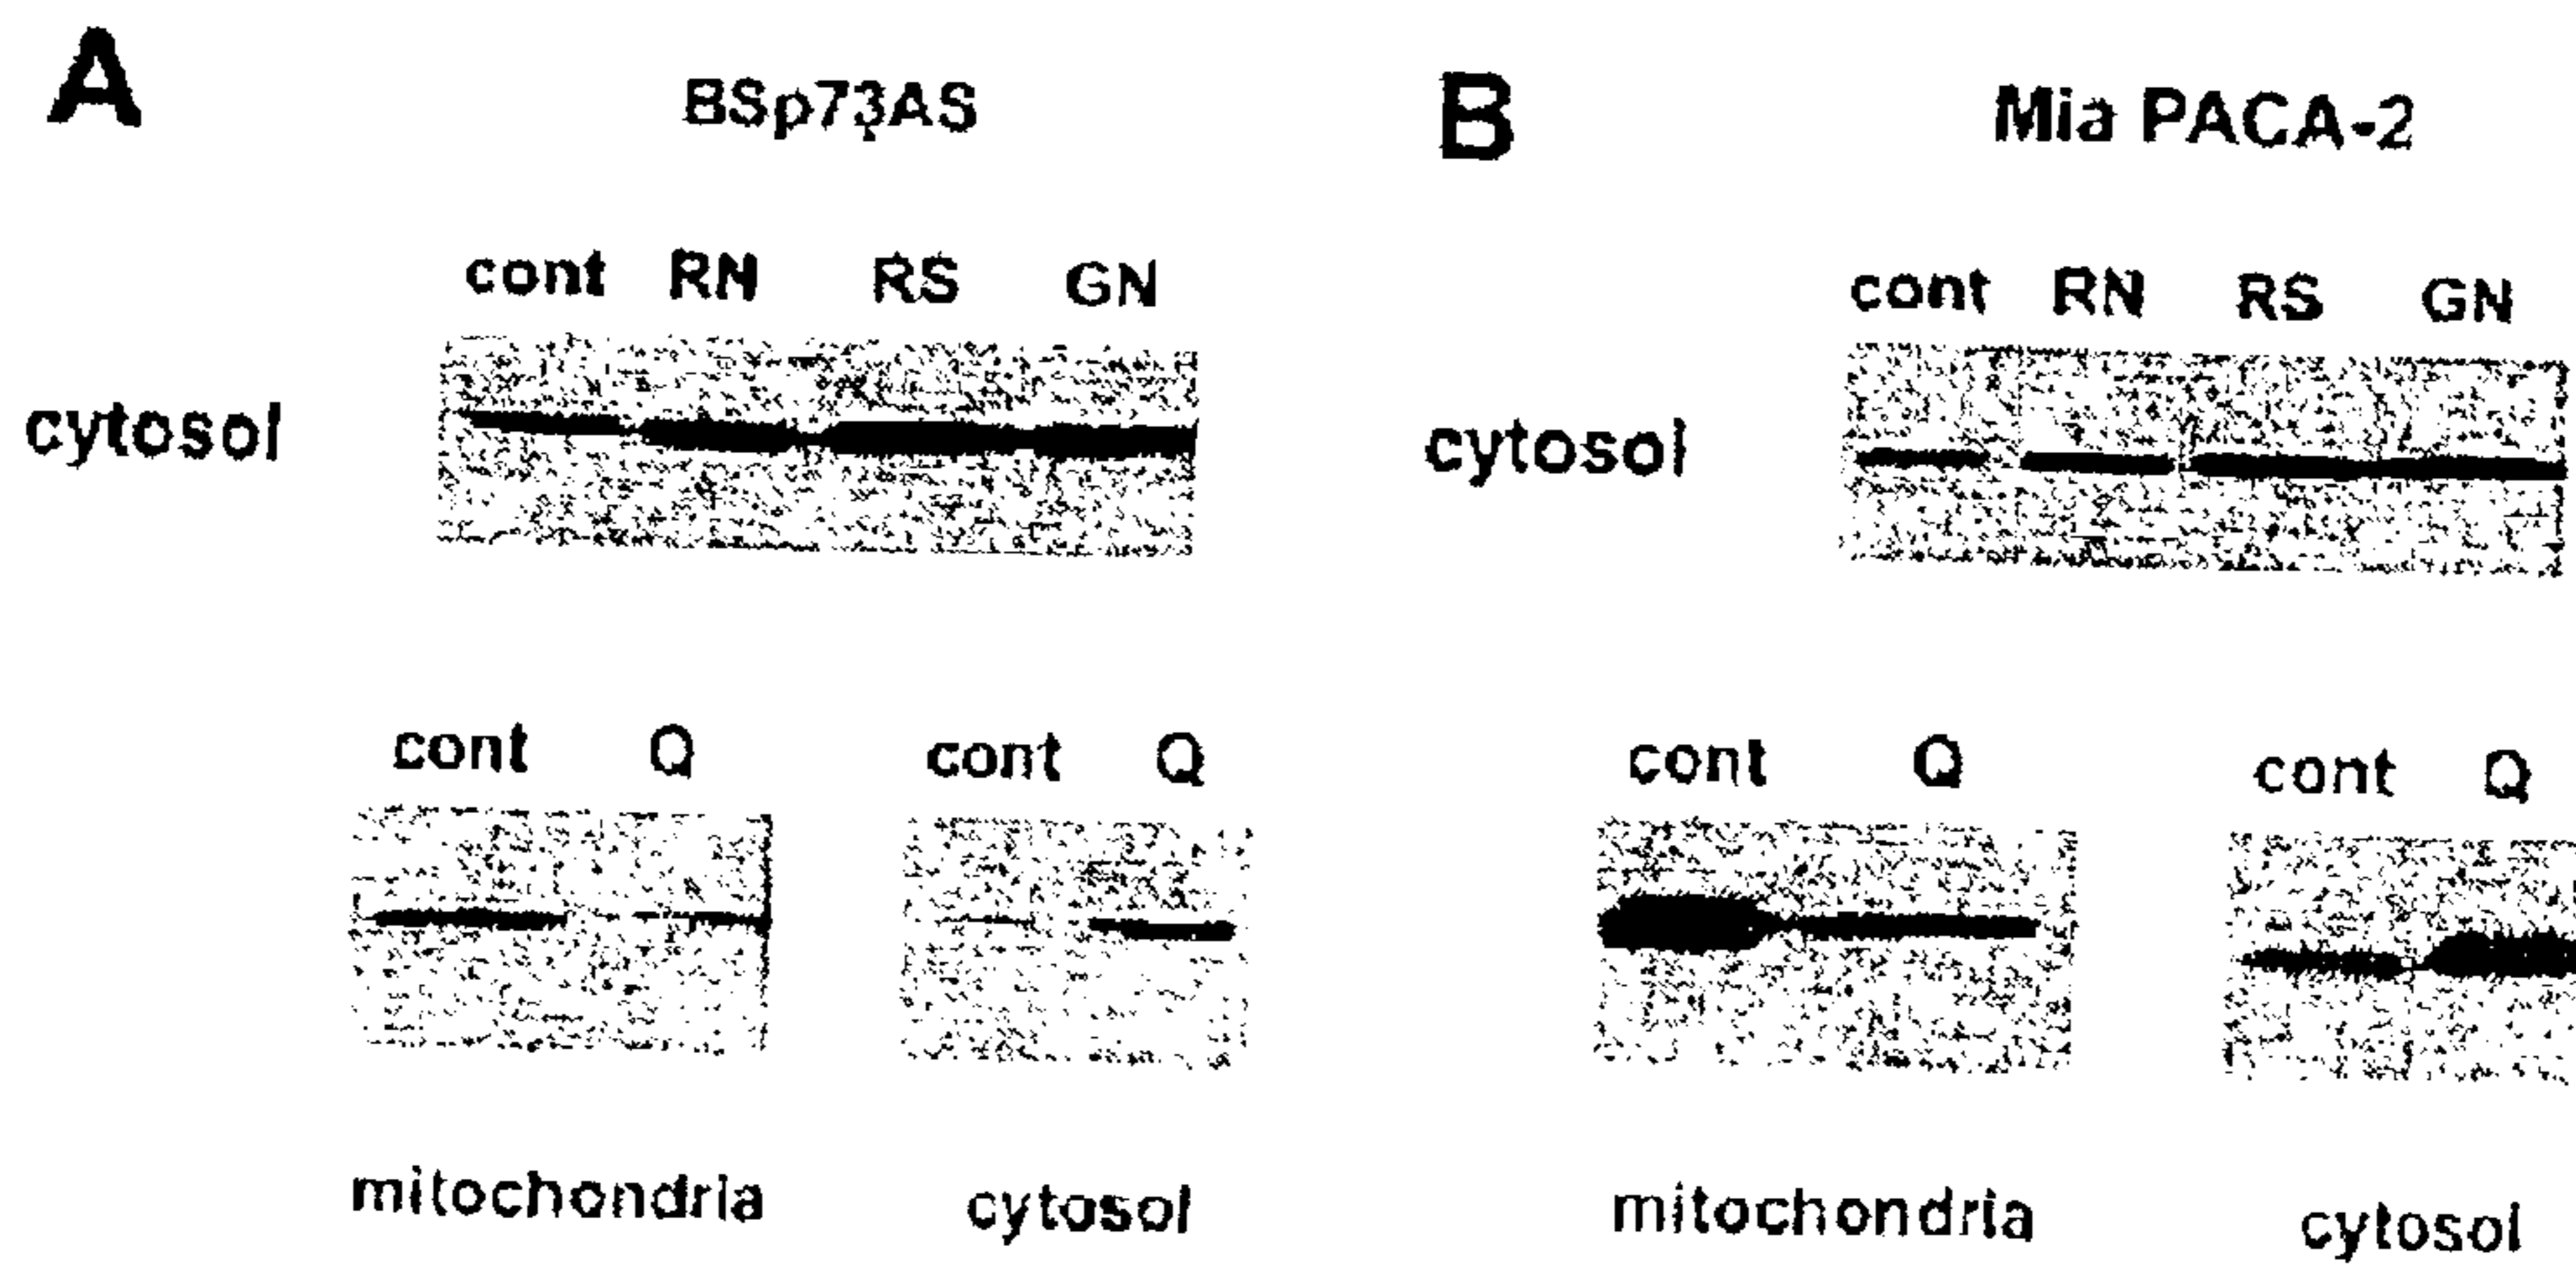 A
BSp73AS
cont RN RS GN
cytosol
cont Q cont Q
mitochondria cytosol
B
Mia PACA-2
cont RN RS GN
cytosol
cont Q cont Q
mitochondria cytosol